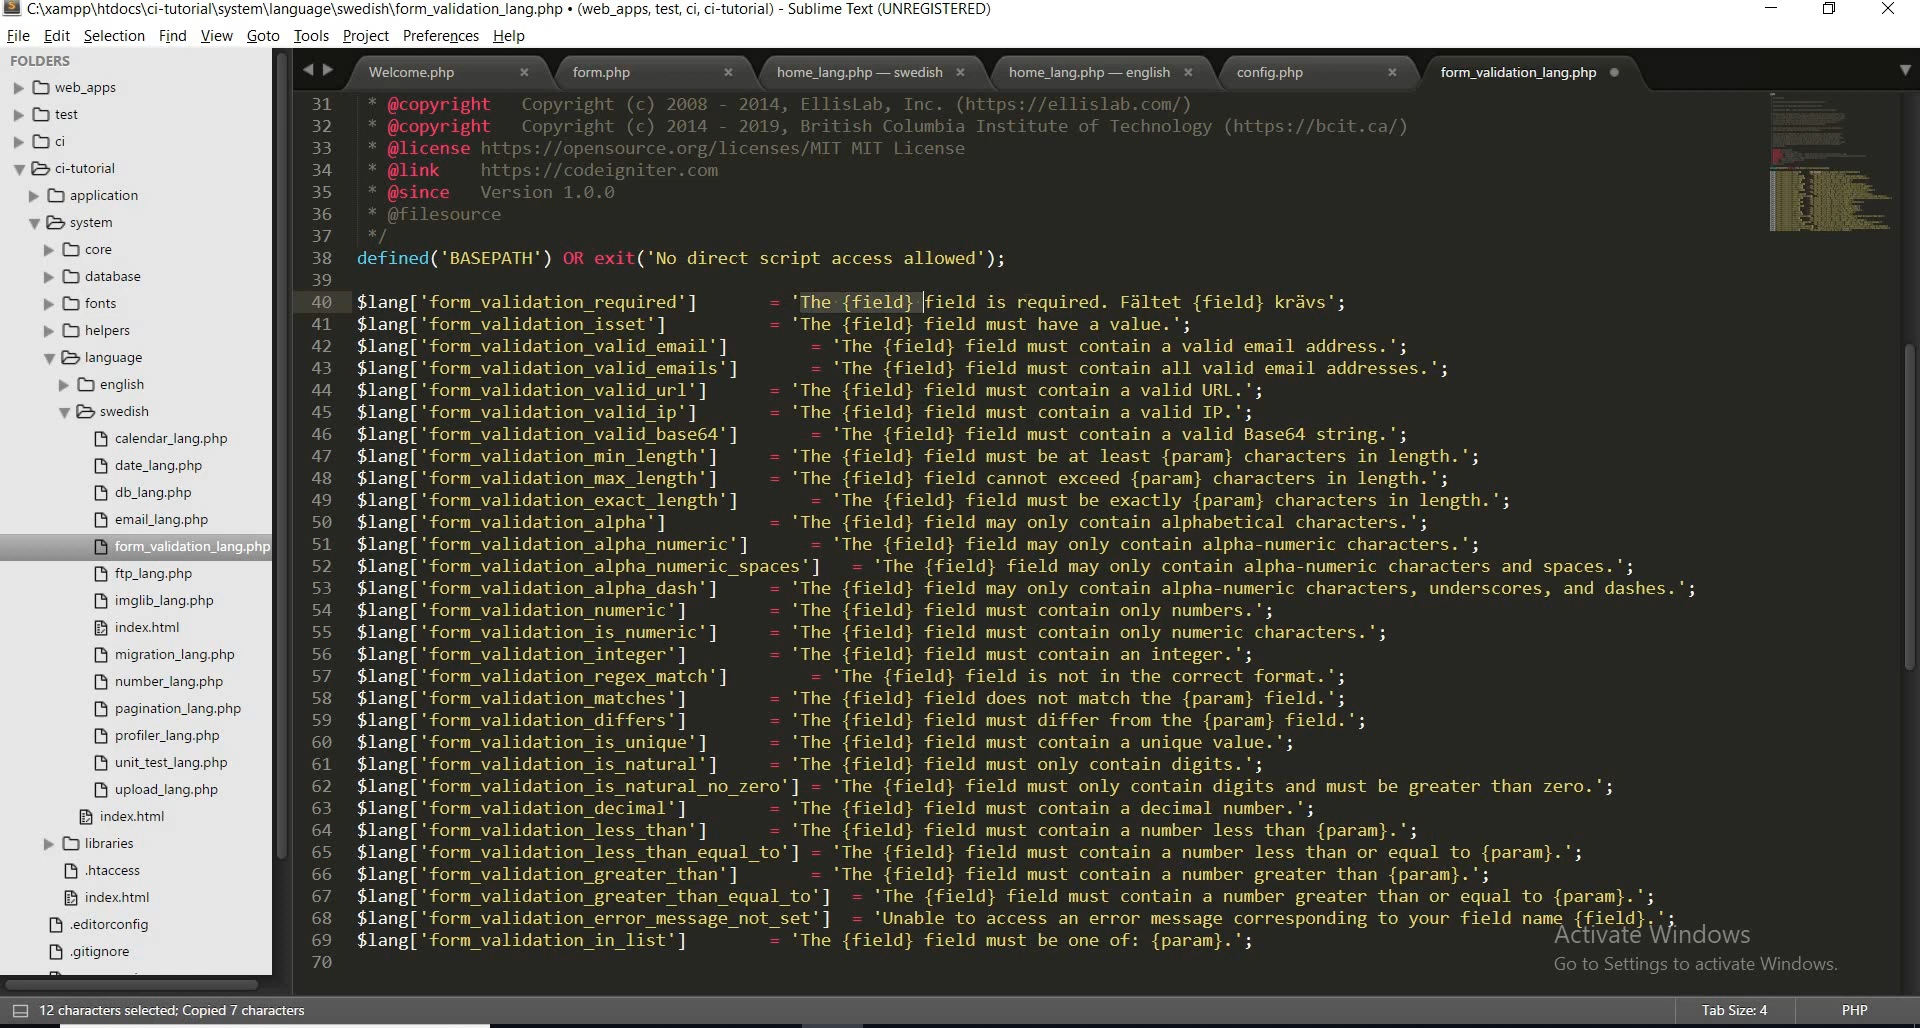 C:\xampp\htdocs\ci-tutorial\system\language\swedish\form_validation_lang.php • (web_apps, test, ci, ci-tutorial) - Sublime Text (UNREGISTERED)
File Edit Selection Find View Goto Tools Project Preferences Help
FOLDERS
web_apps
test
ci
ci-tutorial
application
system
core
database
fonts
helpers
language
english
swedish
calendar_lang.php
date_lang.php
db_lang.php
email_lang.php
form_validation_lang.php
ftp_lang.php
imglib_lang.php
index.html
migration_lang.php
number_lang.php
pagination_lang.php
profiler_lang.php
unit_test_lang.php
upload_lang.php
index.html
libraries
.htaccess
index.html
.editorconfig
.gitignore
Welcome.php × form.php × home_lang.php — swedish × home_lang.php — english × config.php × form_validation_lang.php
31 * @copyright Copyright (c) 2008 - 2014, EllisLab, Inc. (https://ellislab.com/)
32 * @copyright Copyright (c) 2014 - 2019, British Columbia Institute of Technology (https://bcit.ca/)
33 * @license https://opensource.org/licenses/MIT MIT License
34 * @link https://codeigniter.com
35 * @since Version 1.0.0
36 * @filesource
37 */
38 defined('BASEPATH') OR exit('No direct script access allowed');
39
40 $lang['form_validation_required'] = 'The {field} field is required. Fältet {field} krävs';
41 $lang['form_validation_isset'] = 'The {field} field must have a value.';
42 $lang['form_validation_valid_email'] = 'The {field} field must contain a valid email address.';
43 $lang['form_validation_valid_emails'] = 'The {field} field must contain all valid email addresses.';
44 $lang['form_validation_valid_url'] = 'The {field} field must contain a valid URL.';
45 $lang['form_validation_valid_ip'] = 'The {field} field must contain a valid IP.';
46 $lang['form_validation_valid_base64'] = 'The {field} field must contain a valid Base64 string.';
47 $lang['form_validation_min_length'] = 'The {field} field must be at least {param} characters in length.';
48 $lang['form_validation_max_length'] = 'The {field} field cannot exceed {param} characters in length.';
49 $lang['form_validation_exact_length'] = 'The {field} field must be exactly {param} characters in length.';
50 $lang['form_validation_alpha'] = 'The {field} field may only contain alphabetical characters.';
51 $lang['form_validation_alpha_numeric'] = 'The {field} field may only contain alpha-numeric characters.';
52 $lang['form_validation_alpha_numeric_spaces'] = 'The {field} field may only contain alpha-numeric characters and spaces.';
53 $lang['form_validation_alpha_dash'] = 'The {field} field may only contain alpha-numeric characters, underscores, and dashes.';
54 $lang['form_validation_numeric'] = 'The {field} field must contain only numbers.';
55 $lang['form_validation_is_numeric'] = 'The {field} field must contain only numeric characters.';
56 $lang['form_validation_integer'] = 'The {field} field must contain an integer.';
57 $lang['form_validation_regex_match'] = 'The {field} field is not in the correct format.';
58 $lang['form_validation_matches'] = 'The {field} field does not match the {param} field.';
59 $lang['form_validation_differs'] = 'The {field} field must differ from the {param} field.';
60 $lang['form_validation_is_unique'] = 'The {field} field must contain a unique value.';
61 $lang['form_validation_is_natural'] = 'The {field} field must only contain digits.';
62 $lang['form_validation_is_natural_no_zero'] = 'The {field} field must only contain digits and must be greater than zero.';
63 $lang['form_validation_decimal'] = 'The {field} field must contain a decimal number.';
64 $lang['form_validation_less_than'] = 'The {field} field must contain a number less than {param}.';
65 $lang['form_validation_less_than_equal_to'] = 'The {field} field must contain a number less than or equal to {param}.';
66 $lang['form_validation_greater_than'] = 'The {field} field must contain a number greater than {param}.';
67 $lang['form_validation_greater_than_equal_to'] = 'The {field} field must contain a number greater than or equal to {param}.';
68 $lang['form_validation_error_message_not_set'] = 'Unable to access an error message corresponding to your field name {field}.';
69 $lang['form_validation_in_list'] = 'The {field} field must be one of: {param}.';
70
Activate Windows
Go to Settings to activate Windows.
12 characters selected; Copied 7 characters Tab Size: 4 PHP